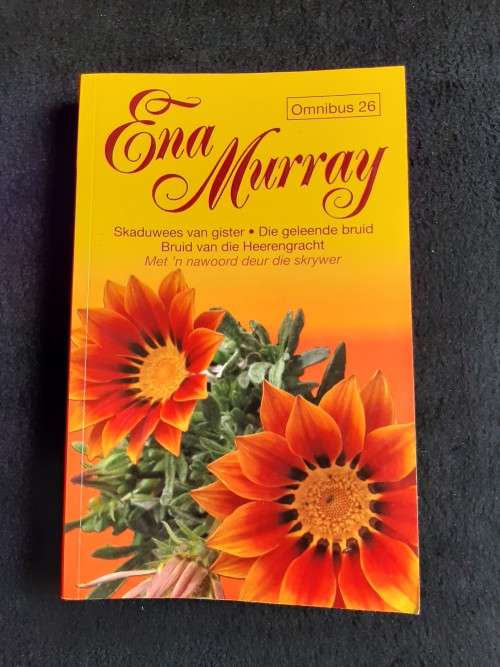 Omnibus 26
Ena
Murray
Skaduwees van gister • Die geleende bruid
Bruid van die Heerengracht
Met 'n nawoord deur die skrywer